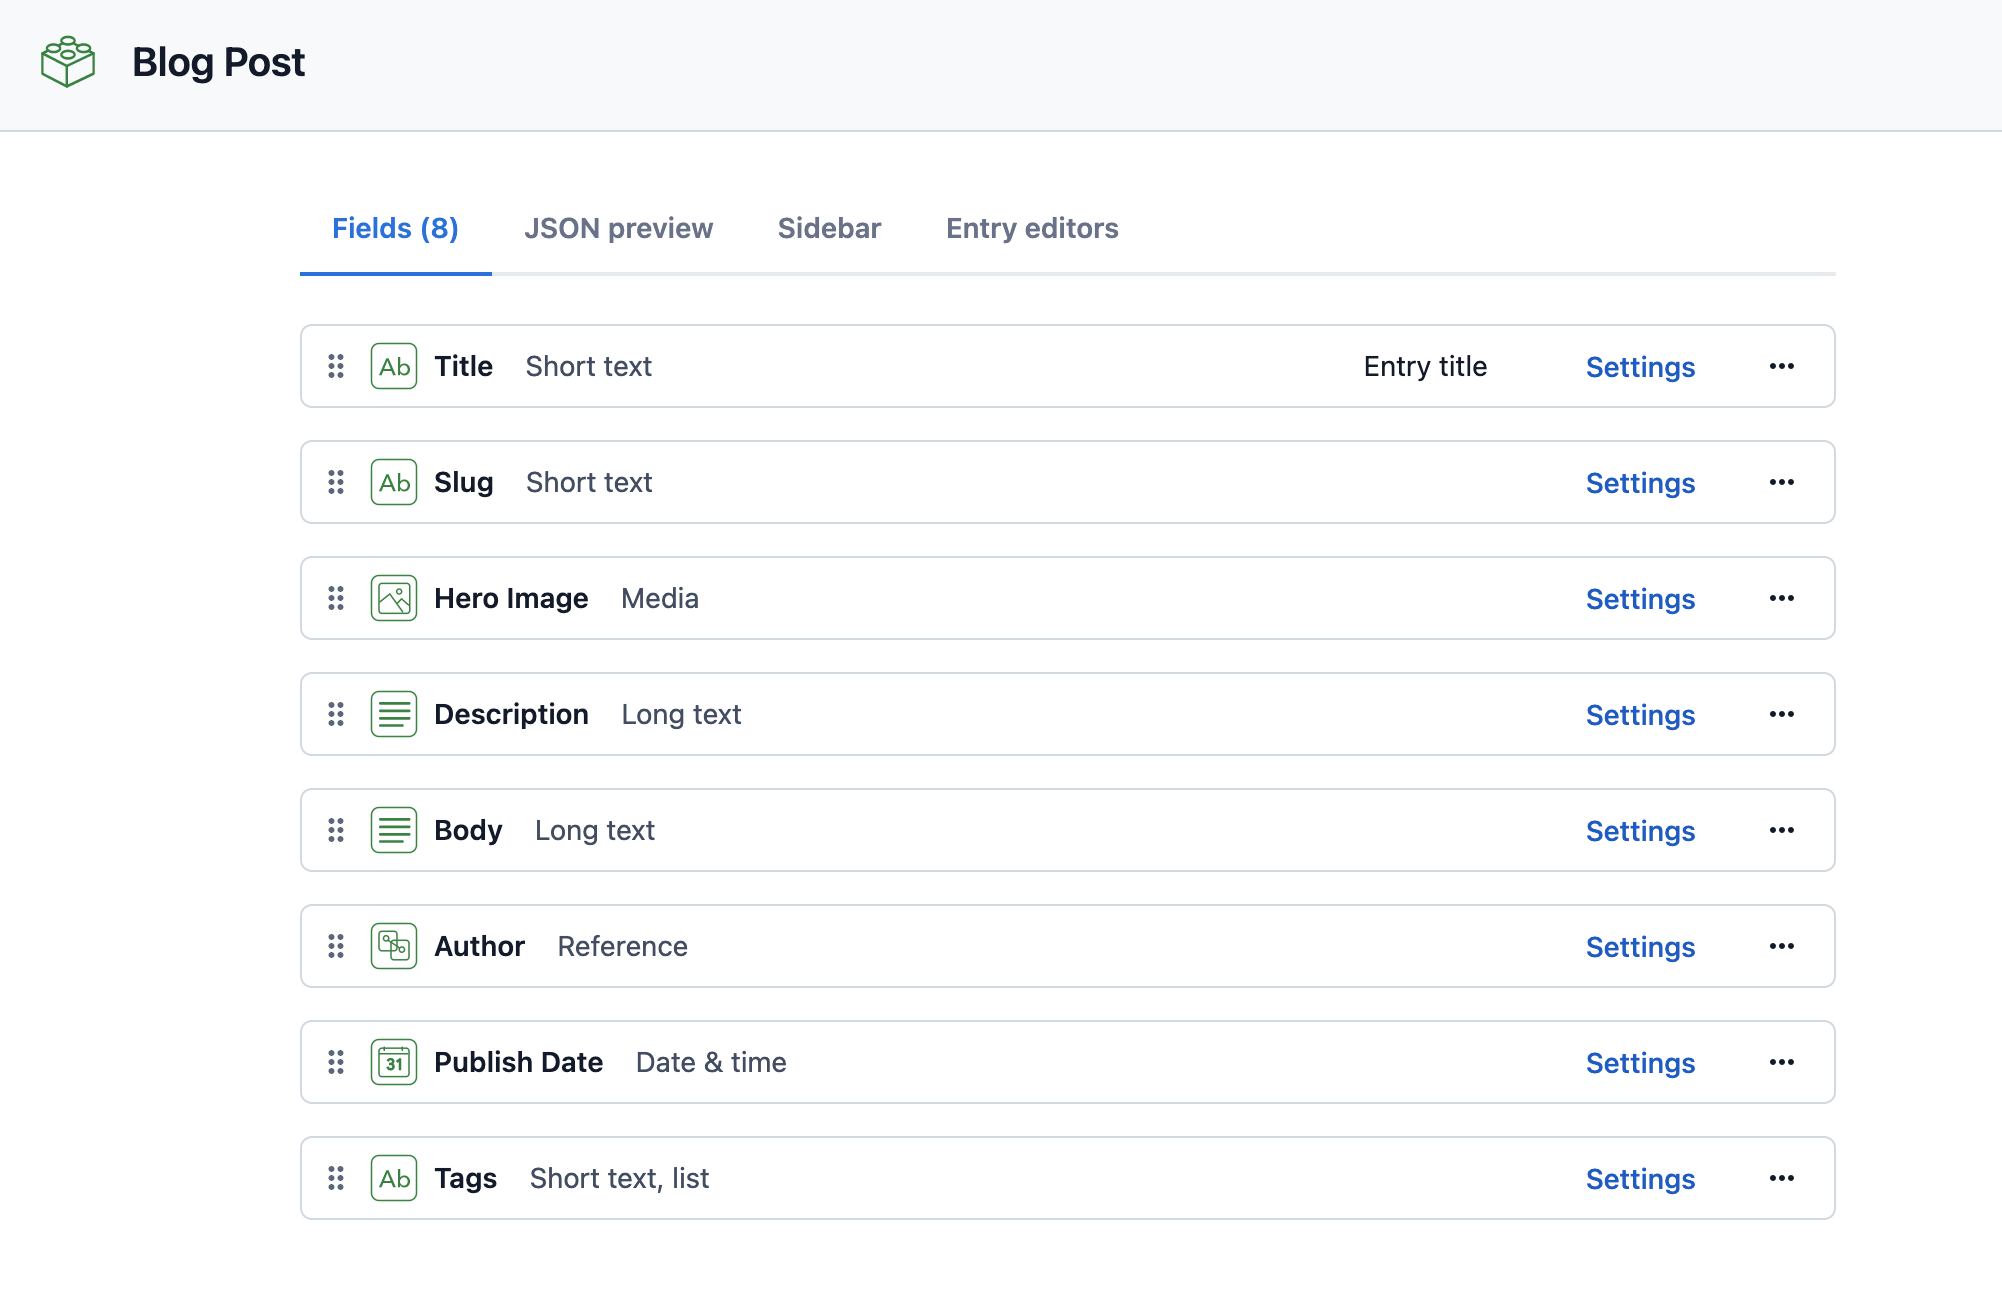 Blog Post
Fields (8) JSON preview Sidebar Entry editors
Ab Title Short text Entry title Settings
Ab Slug Short text Settings
Hero Image Media Settings
Description Long text Settings
Body Long text Settings
Author Reference Settings
31 Publish Date Date & time Settings
Ab Tags Short text, list Settings